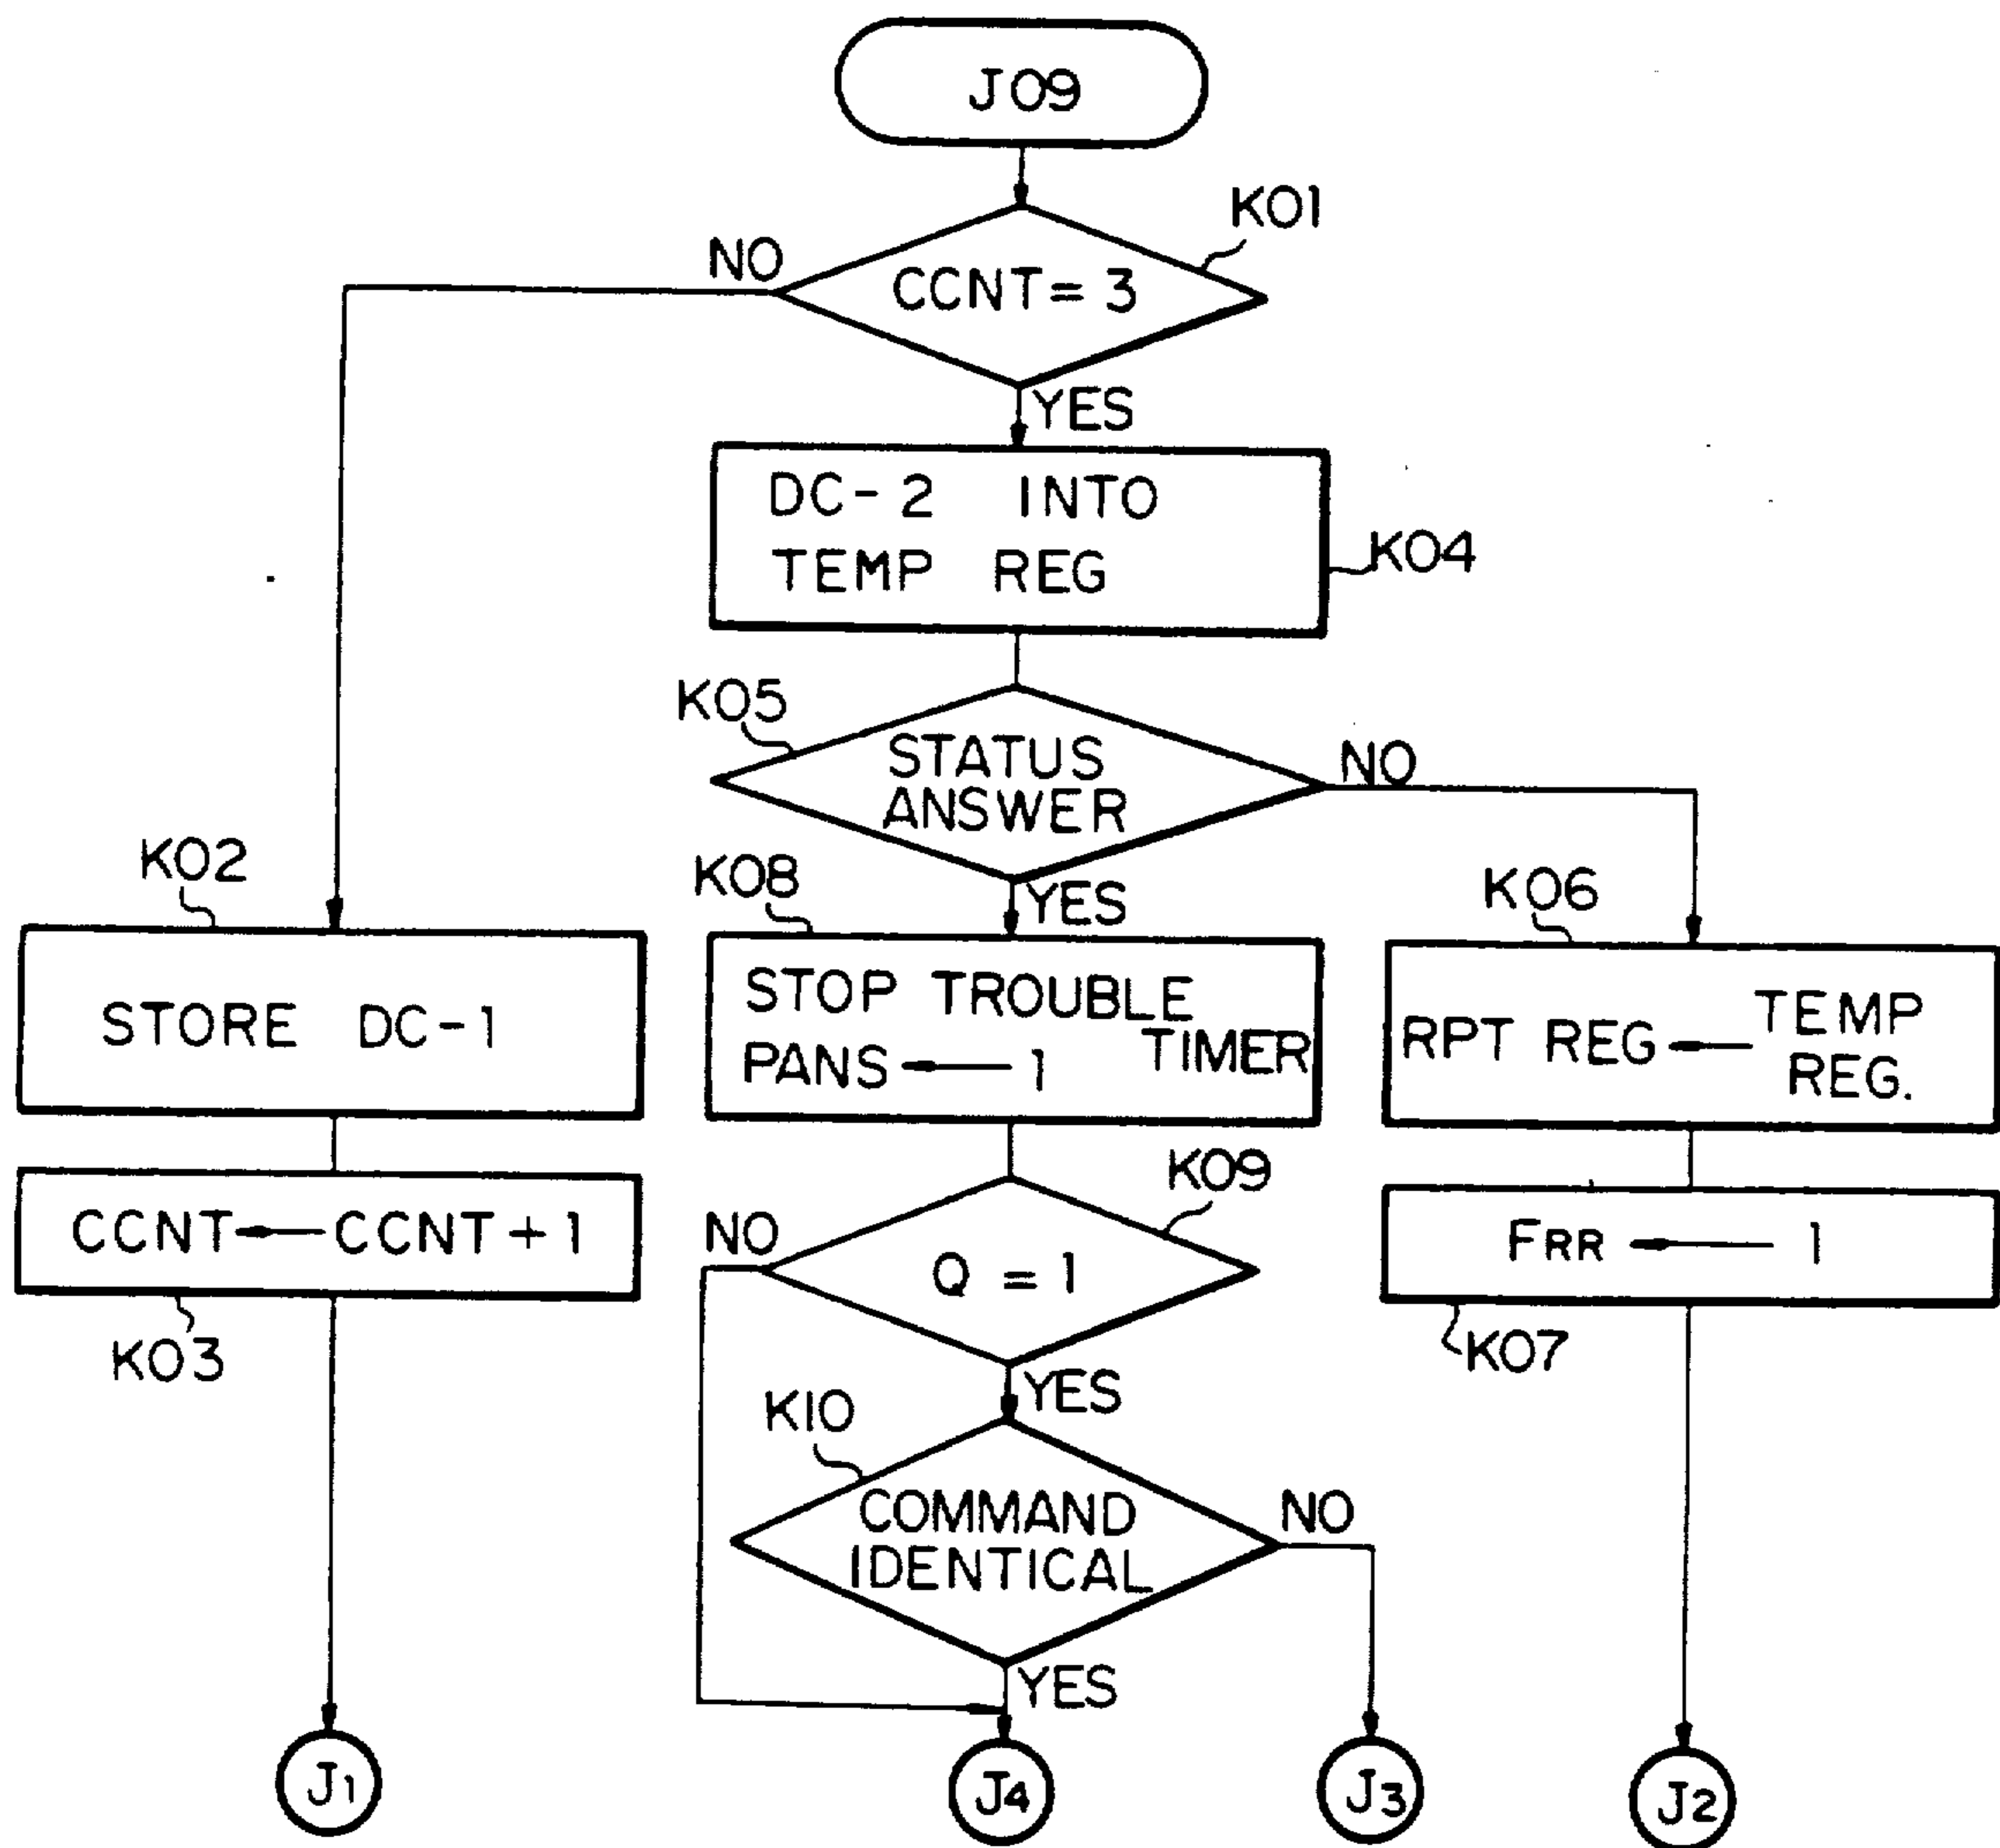 J09
K01
NO
CCNT = 3
YES
DC-2 INTO
TEMP REG
K04
K05
STATUS
ANSWER
NO
K02
K08
YES
K06
STORE DC-1
STOP TROUBLE
TIMER
PANS ← 1
RPT REG ← TEMP
REG.
K09
CCNT ← CCNT + 1
NO
Q = 1
FRR ← 1
K03
K07
YES
K10
COMMAND
IDENTICAL
NO
YES
J1
J4
J3
J2